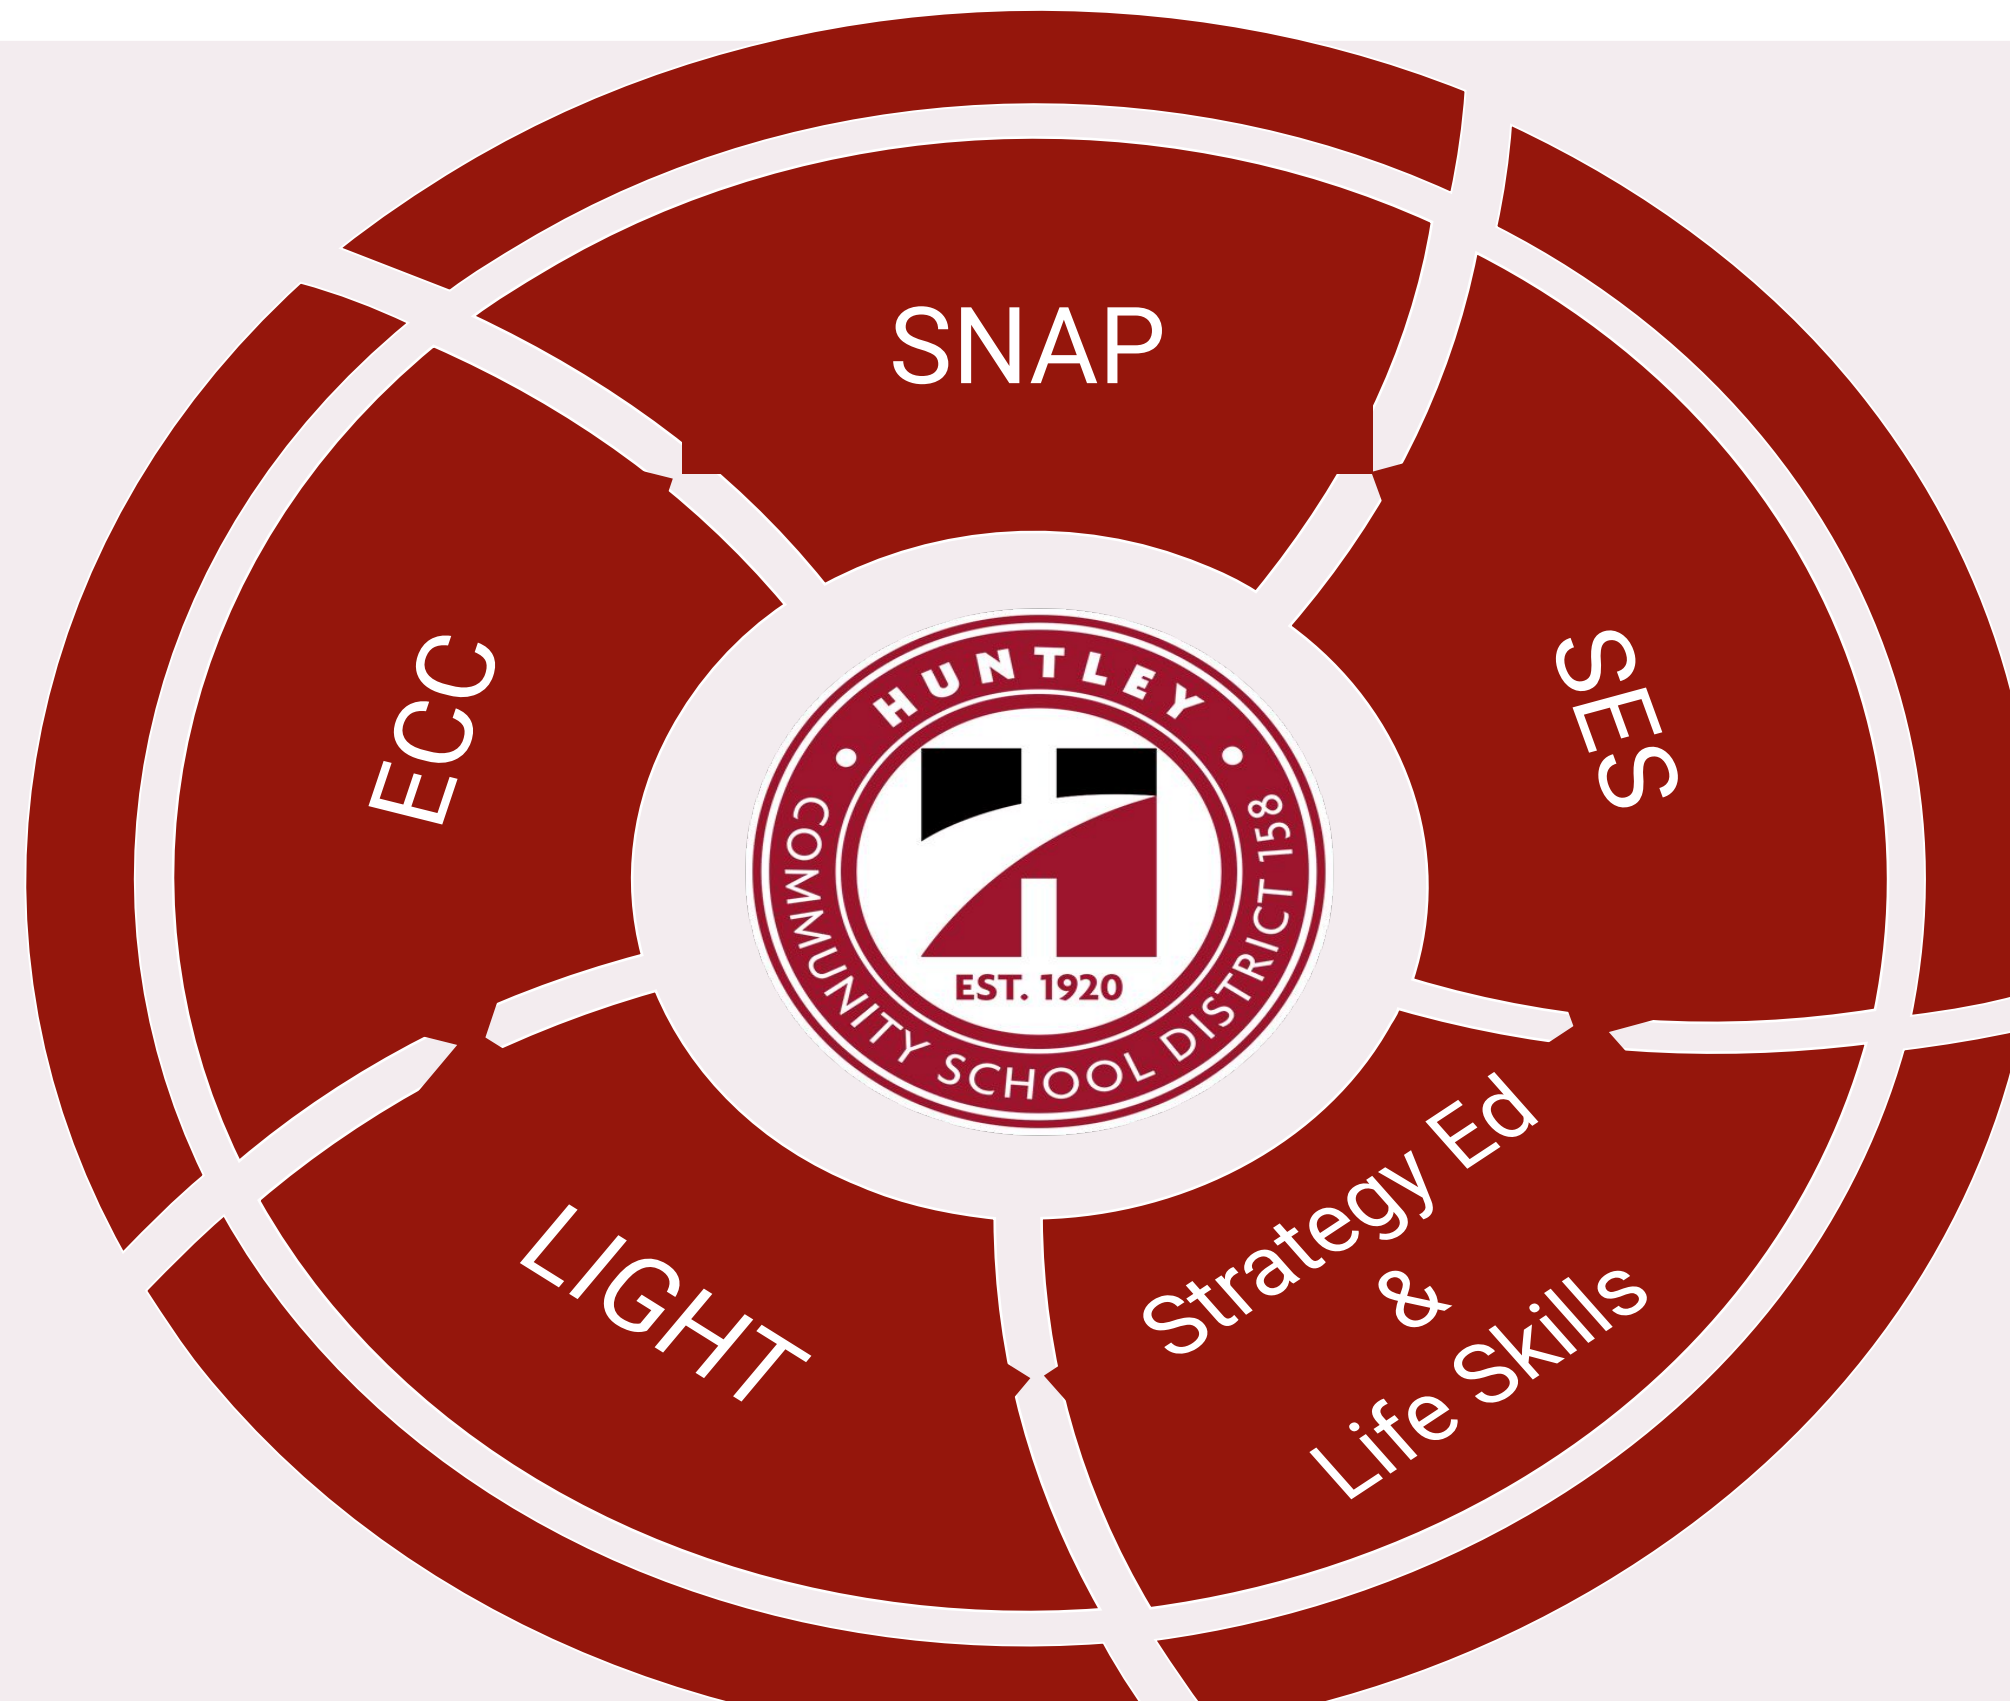 SNAP
SES
Strategy Ed
&
Life Skills
LIGHT
ECC
HUNTLEY
COMMUNITY SCHOOL DISTRICT 158
EST. 1920